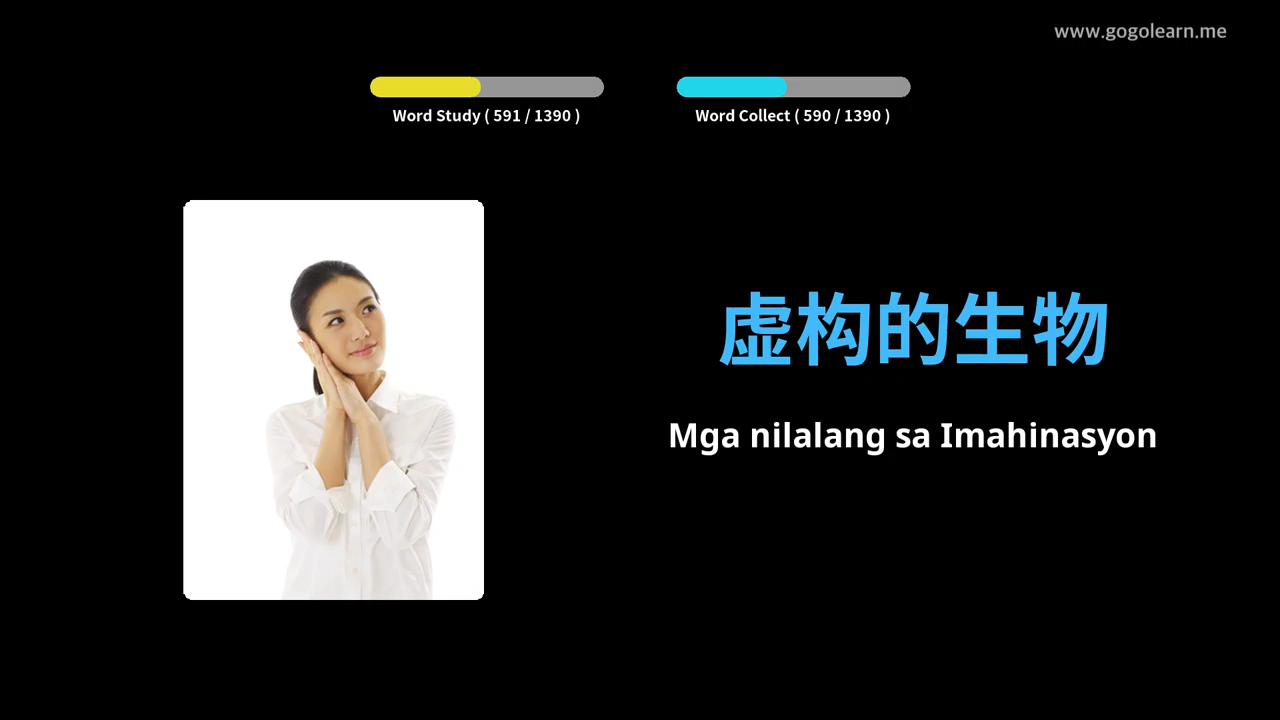 www.gogolearn.me
Word Study ( 591 / 1390 )
Word Collect ( 590 / 1390 )
虚构的生物
Mga nilalang sa Imahinasyon